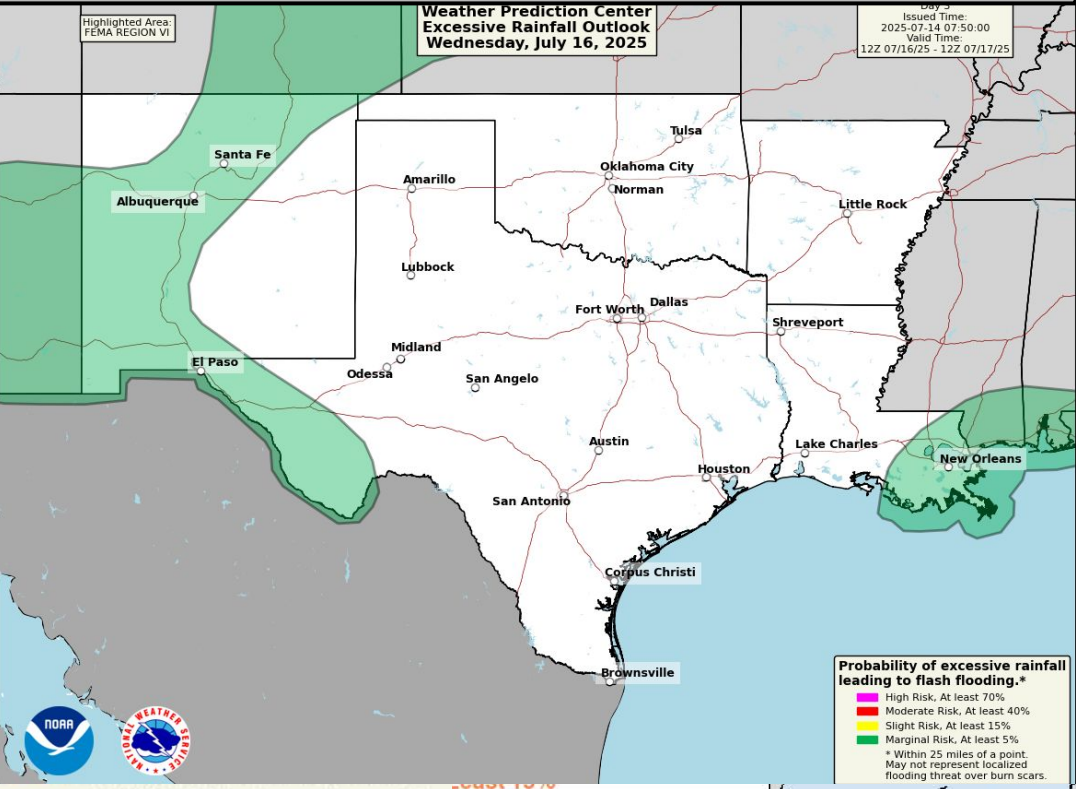 Highlighted Area:
FEMA REGION VI
Weather Prediction Center
Excessive Rainfall Outlook
Wednesday, July 16, 2025
Day 3
Issued Time:
2025-07-14 07:50:00
Valid Time:
12Z 07/16/25 - 12Z 07/17/25
Tulsa
Santa Fe
Oklahoma City
Amarillo
Norman
Albuquerque
Little Rock
Lubbock
Dallas
Fort Worth
Shreveport
Midland
El Paso
Odessa
San Angelo
Austin
Lake Charles
New Orleans
Houston
San Antonio
Corpus Christi
Brownsville
Probability of excessive rainfall
leading to flash flooding.*
High Risk, At least 70%
Moderate Risk, At least 40%
Slight Risk, At least 15%
Marginal Risk, At least 5%
* Within 25 miles of a point.
May not represent localized
flooding threat over burn scars.
NOAA
NATIONAL WEATHER SERVICE